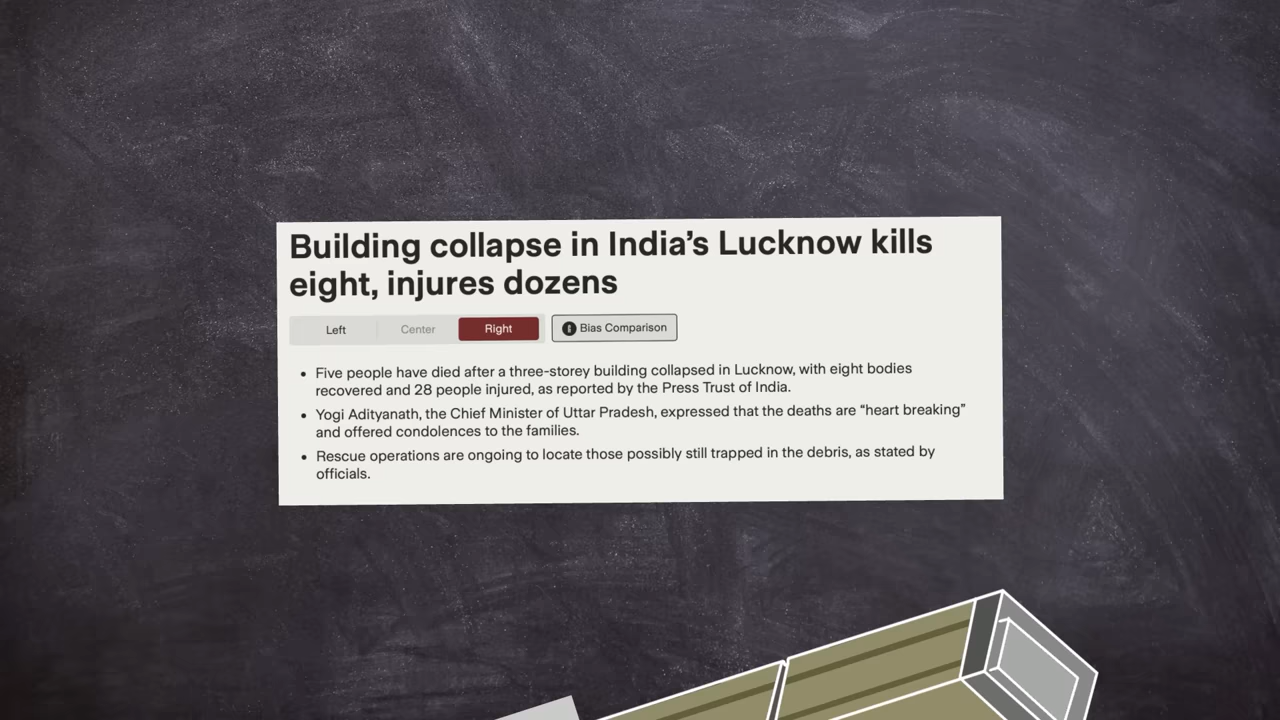 Building collapse in India’s Lucknow kills
eight, injures dozens
Left Center Right Bias Comparison
• Five people have died after a three-storey building collapsed in Lucknow, with eight bodies
recovered and 28 people injured, as reported by the Press Trust of India.
• Yogi Adityanath, the Chief Minister of Uttar Pradesh, expressed that the deaths are “heart breaking”
and offered condolences to the families.
• Rescue operations are ongoing to locate those possibly still trapped in the debris, as stated by
officials.